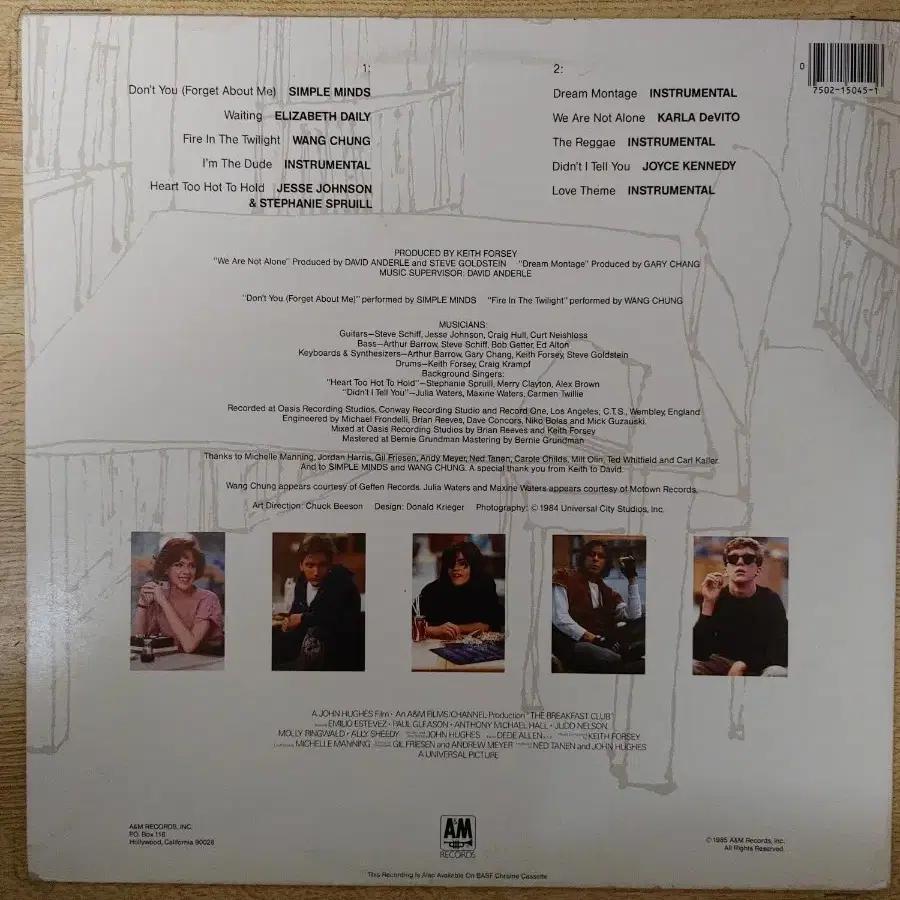 1:
Don't You (Forget About Me) SIMPLE MINDS
Waiting ELIZABETH DAILY
Fire In The Twilight WANG CHUNG
I'm The Dude INSTRUMENTAL
Heart Too Hot To Hold JESSE JOHNSON
& STEPHANIE SPRUILL
2:
Dream Montage INSTRUMENTAL
We Are Not Alone KARLA DeVITO
The Reggae INSTRUMENTAL
Didn't I Tell You JOYCE KENNEDY
Love Theme INSTRUMENTAL
0
7502-15045-1
PRODUCED BY KEITH FORSEY
"We Are Not Alone" Produced by DAVID ANDERLE and STEVE GOLDSTEIN "Dream Montage" Produced by GARY CHANG
MUSIC SUPERVISOR: DAVID ANDERLE
"Don't You (Forget About Me)" performed by SIMPLE MINDS "Fire In The Twilight" performed by WANG CHUNG
MUSICIANS:
Guitars—Steve Schiff, Jesse Johnson, Craig Hull, Curt Neishloss
Bass—Arthur Barrow, Steve Schiff, Bob Getter, Ed Alton
Keyboards & Synthesizers—Arthur Barrow, Gary Chang, Keith Forsey, Steve Goldstein
Drums—Keith Forsey, Craig Krampf
Background Singers:
"Heart Too Hot To Hold"—Stephanie Spruill, Merry Clayton, Alex Brown
"Didn't I Tell You"—Julia Waters, Maxine Waters, Carmen Twillie
Recorded at Oasis Recording Studios, Conway Recording Studio and Record One, Los Angeles; C.T.S., Wembley, England
Engineered by Michael Frondelli, Brian Reeves, Dave Concors, Niko Bolas and Mick Guzauski.
Mixed at Oasis Recording Studios by Brian Reeves and Keith Forsey
Mastered at Bernie Grundman Mastering by Bernie Grundman
Thanks to Michelle Manning, Jordan Harris, Gil Friesen, Andy Meyer, Ned Tanen, Carole Childs, Milt Olin, Ted Whitfield and Carl Kaller.
And to SIMPLE MINDS and WANG CHUNG. A special thank you from Keith to David.
Wang Chung appears courtesy of Geffen Records. Julia Waters and Maxine Waters appears courtesy of Motown Records.
Art Direction: Chuck Beeson Design: Donald Krieger Photography: © 1984 Universal City Studios, Inc.
A JOHN HUGHES Film • An A&M FILMS/CHANNEL Production "THE BREAKFAST CLUB"
EMILIO ESTEVEZ • PAUL GLEASON • ANTHONY MICHAEL HALL • JUDD NELSON
MOLLY RINGWALD • ALLY SHEEDY JOHN HUGHES DEDE ALLEN KEITH FORSEY
MICHELLE MANNING GIL FRIESEN and ANDREW MEYER NED TANEN and JOHN HUGHES
A UNIVERSAL PICTURE
A&M RECORDS, INC.
P.O. Box 118
Hollywood, California 90028
A&M
RECORDS
© 1985 A&M Records, Inc.
All Rights Reserved
This Recording Is Also Available On BASF Chrome Cassette